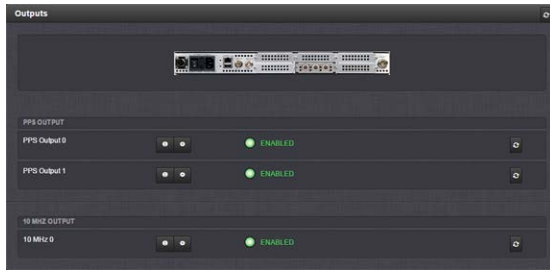 Outputs
PPS OUTPUT
PPS Output 0 ENABLED
PPS Output 1 ENABLED
10 MHZ OUTPUT
10 MHz 0 ENABLED